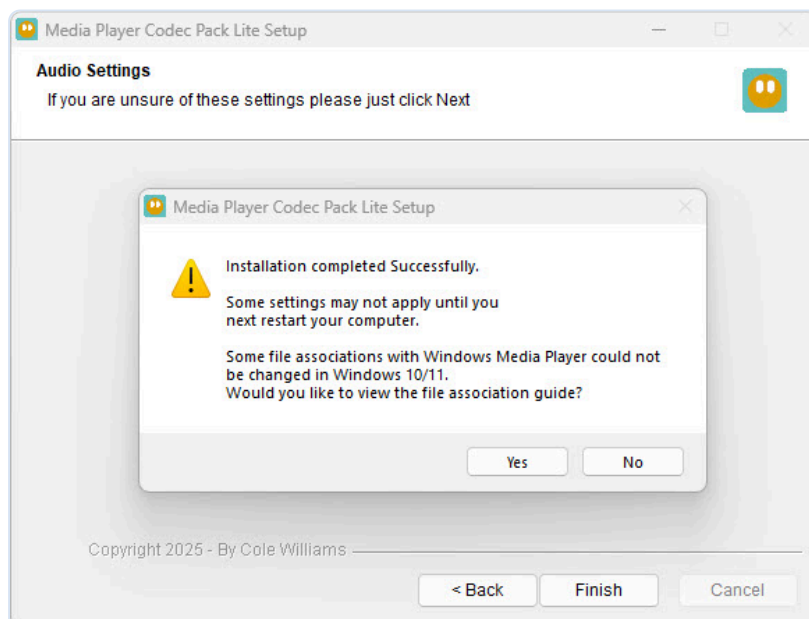 Media Player Codec Pack Lite Setup
Audio Settings
If you are unsure of these settings please just click Next
Media Player Codec Pack Lite Setup
Installation completed Successfully.
Some settings may not apply until you
next restart your computer.
Some file associations with Windows Media Player could not
be changed in Windows 10/11.
Would you like to view the file association guide?
Yes No
Copyright 2025 - By Cole Williams
< Back Finish Cancel